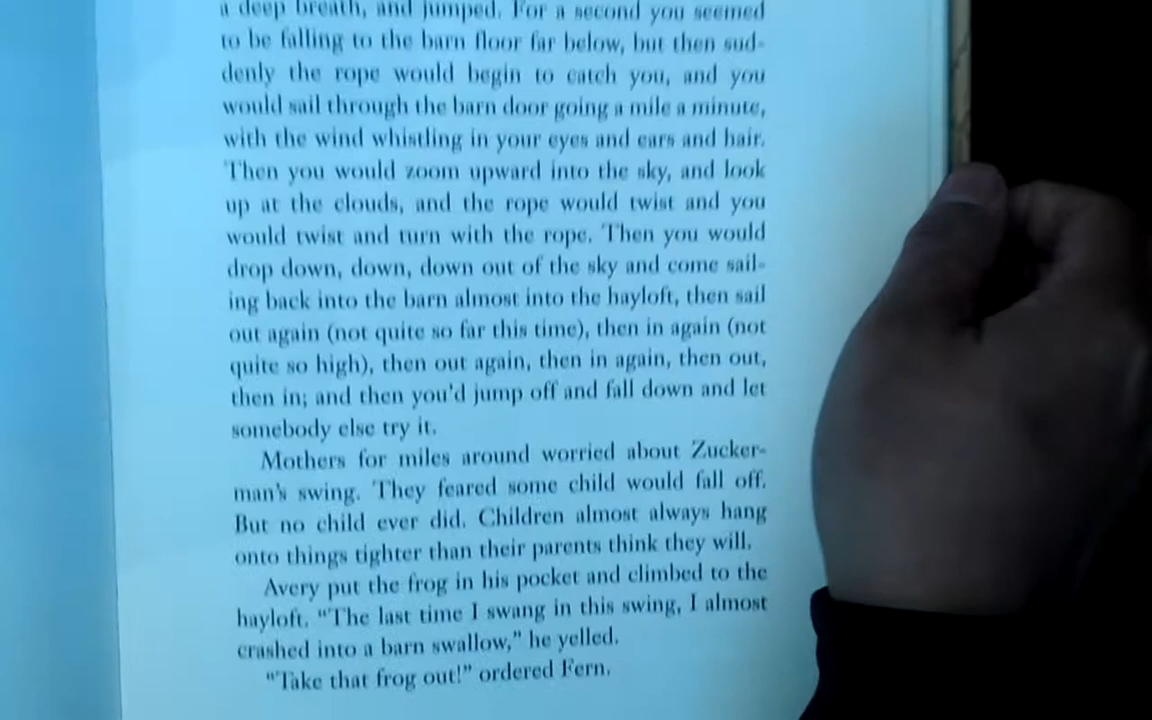 a deep breath, and jumped. For a second you seemed
to be falling to the barn floor far below, but then sud-
denly the rope would begin to catch you, and you
would sail through the barn door going a mile a minute,
with the wind whistling in your eyes and ears and hair.
Then you would zoom upward into the sky, and look
up at the clouds, and the rope would twist and you
would twist and turn with the rope. Then you would
drop down, down, down out of the sky and come sail-
ing back into the barn almost into the hayloft, then sail
out again (not quite so far this time), then in again (not
quite so high), then out again, then in again, then out,
then in; and then you'd jump off and fall down and let
somebody else try it.
Mothers for miles around worried about Zucker-
man's swing. They feared some child would fall off.
But no child ever did. Children almost always hang
onto things tighter than their parents think they will.
Avery put the frog in his pocket and climbed to the
hayloft. "The last time I swang in this swing, I almost
crashed into a barn swallow," he yelled.
"Take that frog out!" ordered Fern.